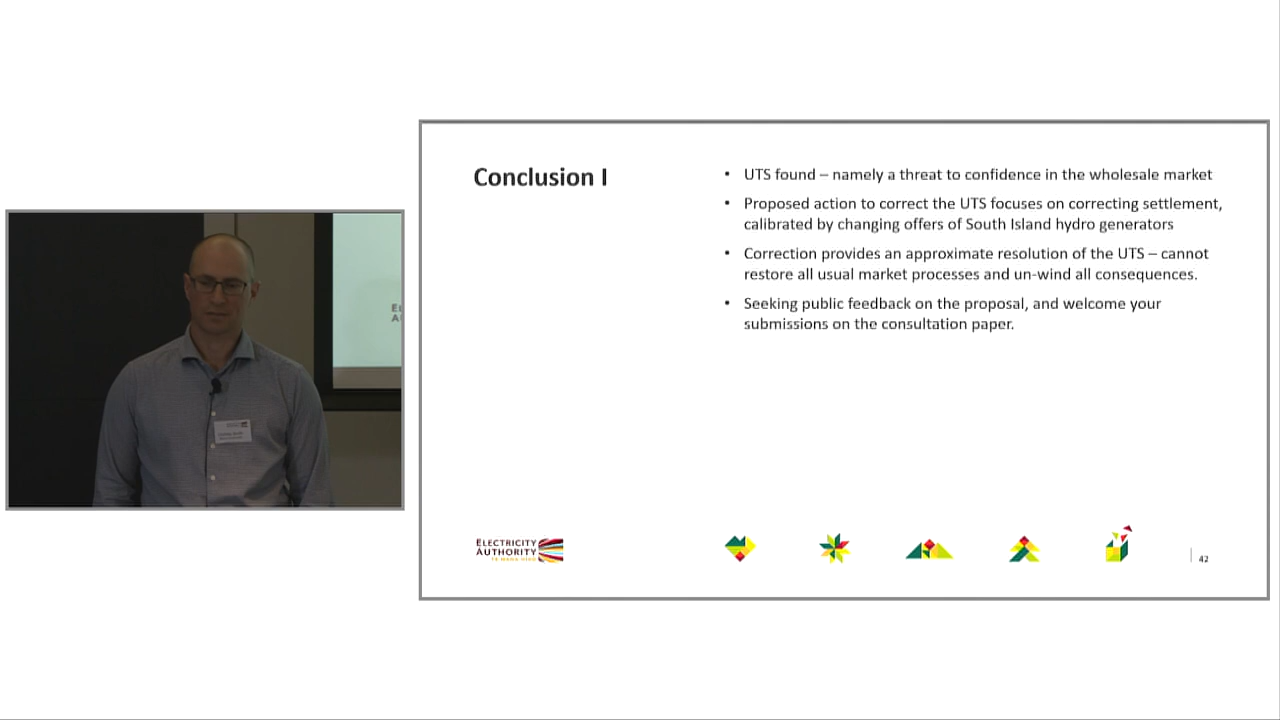 Conclusion I
• UTS found – namely a threat to confidence in the wholesale market
• Proposed action to correct the UTS focuses on correcting settlement,
calibrated by changing offers of South Island hydro generators
• Correction provides an approximate resolution of the UTS – cannot
restore all usual market processes and un-wind all consequences.
• Seeking public feedback on the proposal, and welcome your
submissions on the consultation paper.
ELECTRICITY
AUTHORITY
TE MANA HIKO
42